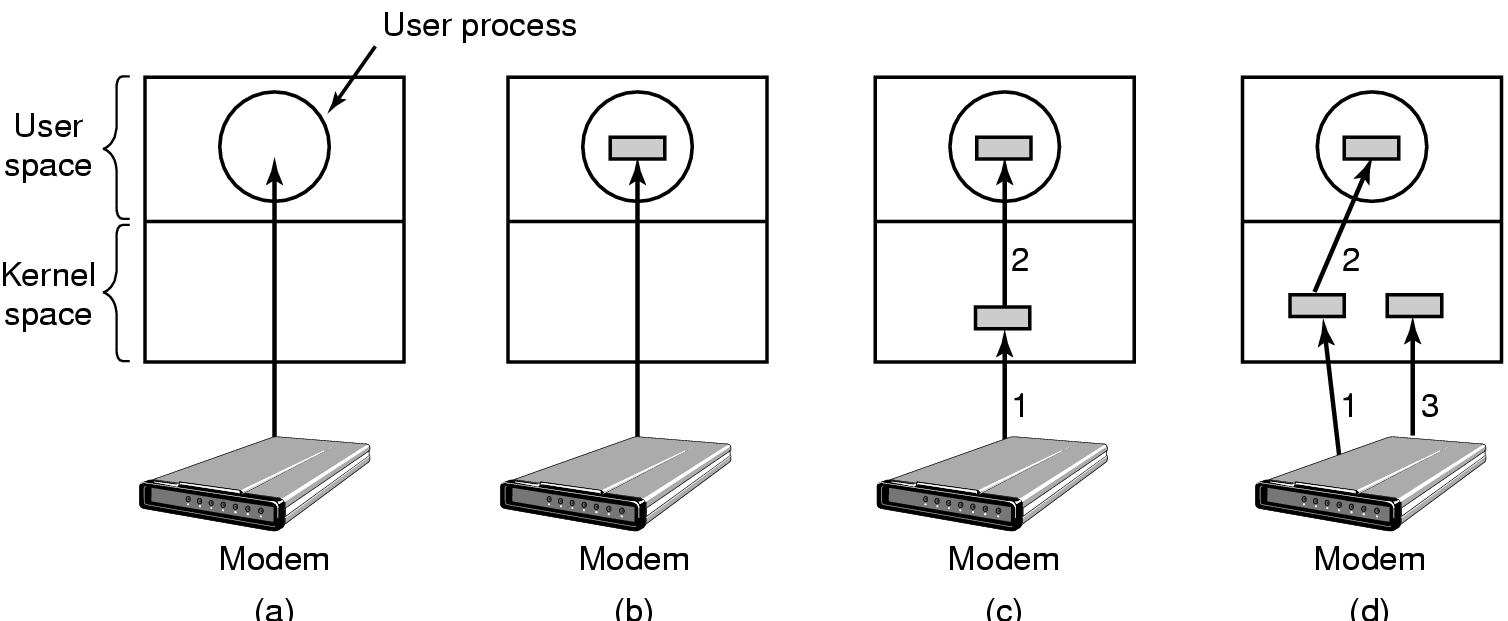 User process
User
space
Kernel
space
2
1
2
1
3
Modem
Modem
Modem
Modem
(a)
(b)
(c)
(d)